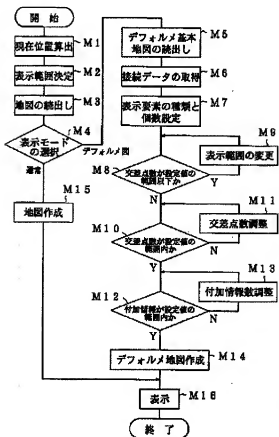 開始
現在位置算出
M1
表示範囲決定
M2
地図の読出し
M3
表示モード
の選択
M4
通常
デフォルメ図
M15
地図作成
デフォルメ基本
地図の読出し
M5
接続データの取得
M6
表示要素の種類と
個数設定
M7
M9
表示範囲の変更
交差点数が設定値の
範囲以下か
M8
Y
N
M11
交差点数調整
M10
交差点数が設定値の
範囲内か
N
Y
M13
付加情報数調整
M12
付加情報が設定値の
範囲内か
N
Y
デフォルメ地図作成
M14
表示
M16
終了